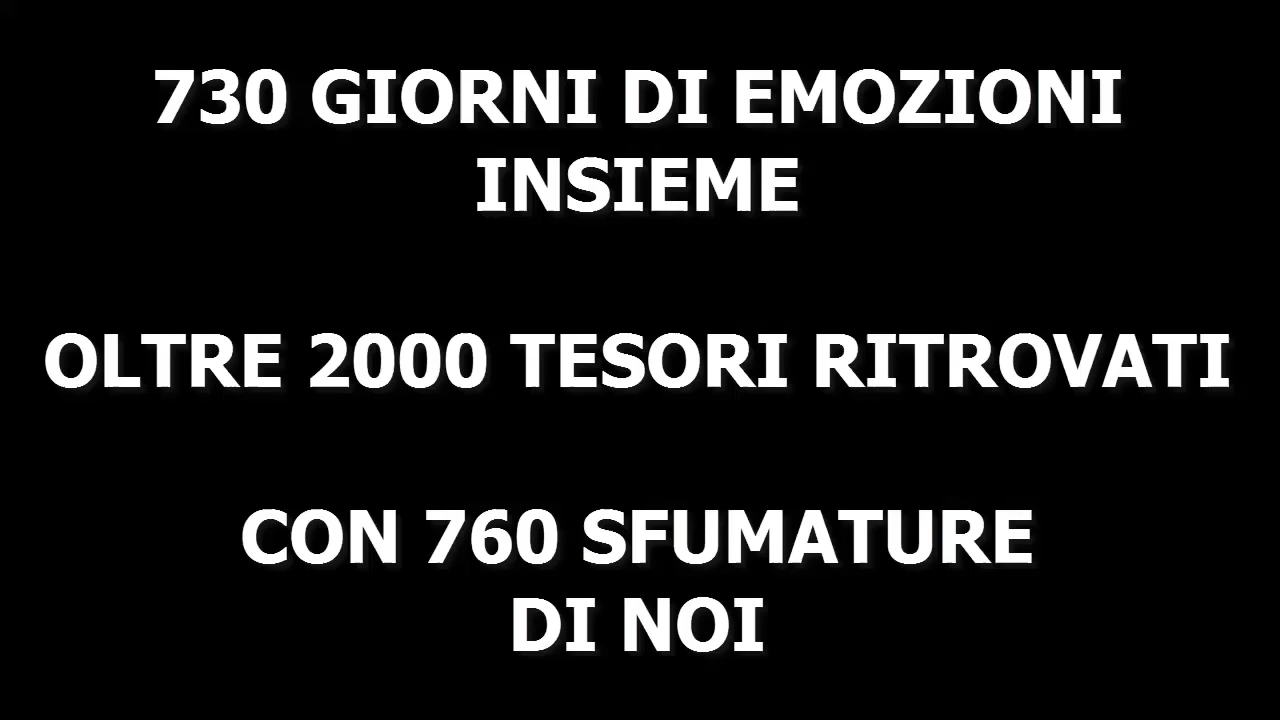 730 GIORNI DI EMOZIONI
INSIEME
OLTRE 2000 TESORI RITROVATI
CON 760 SFUMATURE
DI NOI